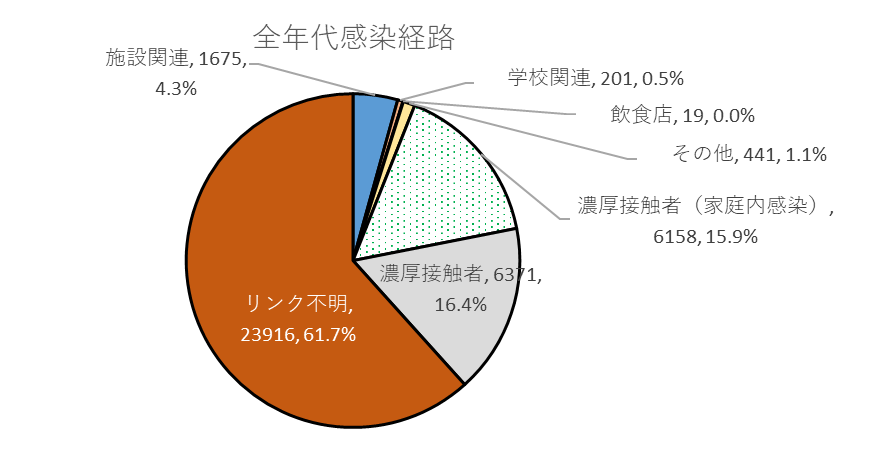 全年代感染経路
施設関連, 1675,
4.3%
学校関連, 201, 0.5%
飲食店, 19, 0.0%
その他, 441, 1.1%
濃厚接触者（家庭内感染）,
6158, 15.9%
濃厚接触者, 6371,
16.4%
リンク不明,
23916, 61.7%